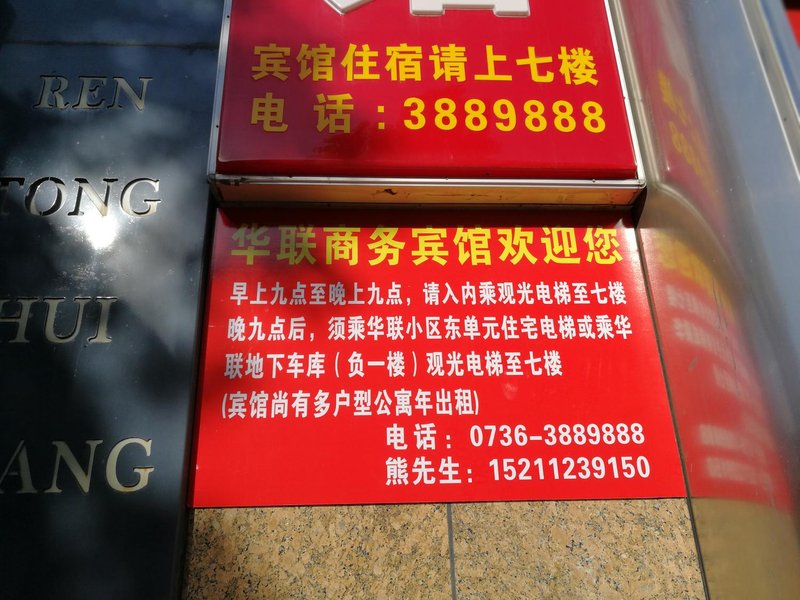 宾馆住宿请上七楼
电 话：3889888
华联商务宾馆欢迎您
早上九点至晚上九点，请入内乘观光电梯至七楼
晚九点后，须乘华联小区东单元住宅电梯或乘华
联地下车库（负一楼）观光电梯至七楼
(宾馆尚有多户型公寓年出租)
电话：0736-3889888
熊先生：15211239150
REN
TONG
HUI
ANG